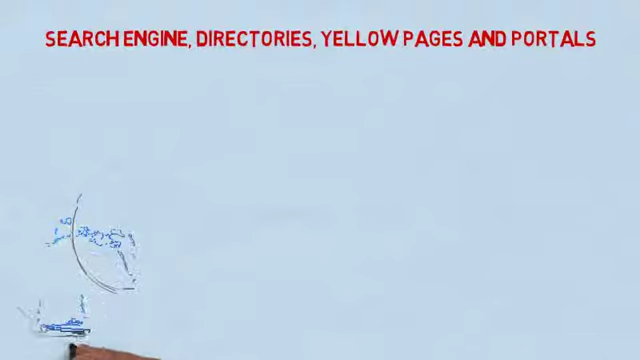 SEARCH ENGINE, DIRECTORIES, YELLOW PAGES AND PORTALS